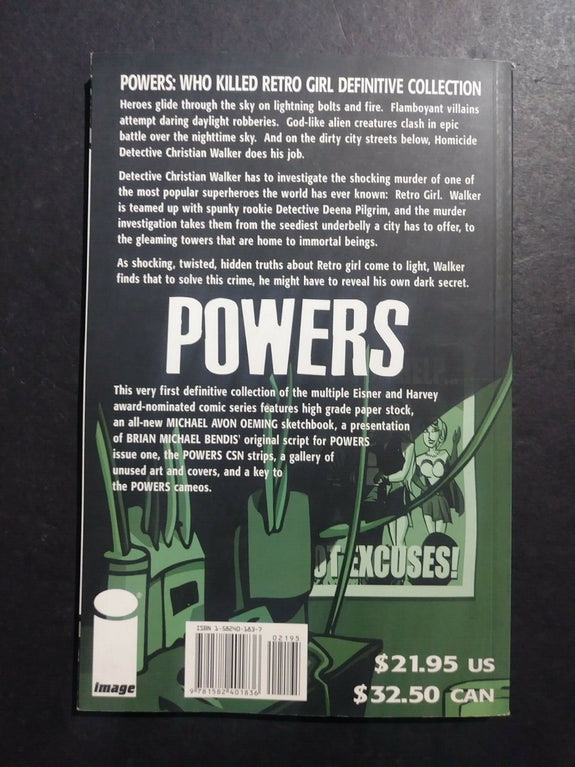 POWERS: WHO KILLED RETRO GIRL DEFINITIVE COLLECTION
Heroes glide through the sky on lightning bolts and fire. Flamboyant villains
attempt daring daylight robberies. God-like alien creatures clash in epic
battle over the nighttime sky. And on the dirty city streets below, Homicide
Detective Christian Walker does his job.
Detective Christian Walker has to investigate the shocking murder of one of
the most popular superheroes the world has ever known: Retro Girl. Walker
is teamed up with spunky rookie Detective Deena Pilgrim, and the murder
investigation takes them from the seediest underbelly a city has to offer, to
the gleaming towers that are home to immortal beings.
As shocking, twisted, hidden truths about Retro girl come to light, Walker
finds that to solve this crime, he might have to reveal his own dark secret.
POWERS
This very first definitive collection of the multiple Eisner and Harvey
award-nominated comic series features high grade paper stock,
an all-new MICHAEL AVON OEMING sketchbook, a presentation
of BRIAN MICHAEL BENDIS' original script for POWERS
issue one, the POWERS CSN strips, a gallery of
unused art and covers, and a key to
the POWERS cameos.
EXCUSES!
ISBN 1-58240-183-7
02195
9 781582 401836
image
$21.95 US
$32.50 CAN